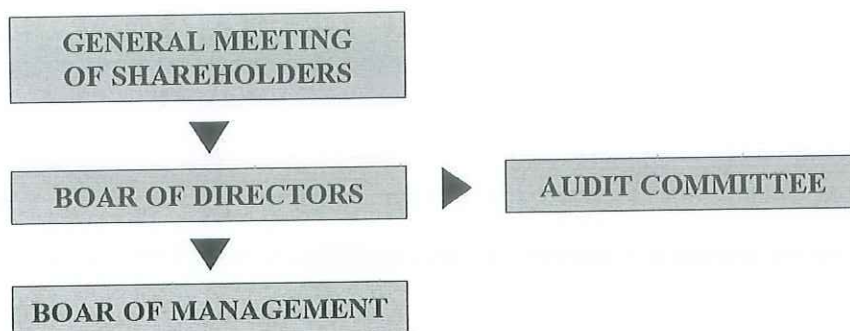 GENERAL MEETING
OF SHAREHOLDERS
BOAR OF DIRECTORS
AUDIT COMMITTEE
BOAR OF MANAGEMENT